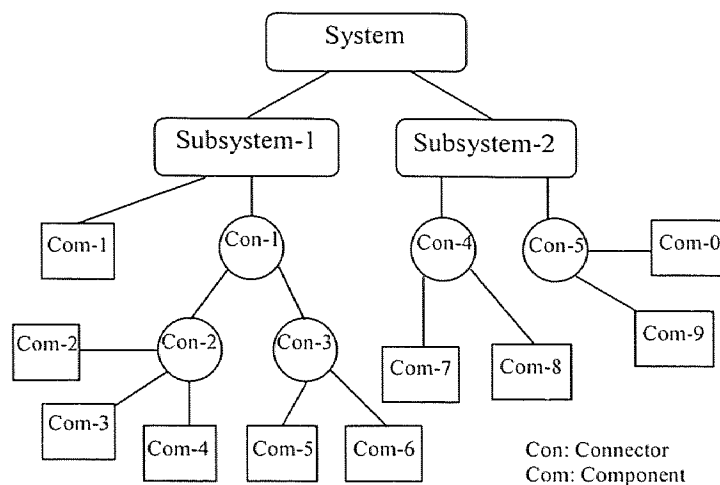 System
Subsystem-1
Subsystem-2
Com-1
Con-1
Con-4
Con-5
Com-0
Com-2
Con-2
Con-3
Com-7
Com-8
Com-9
Com-3
Com-4
Com-5
Com-6
Con: Connector
Com: Component